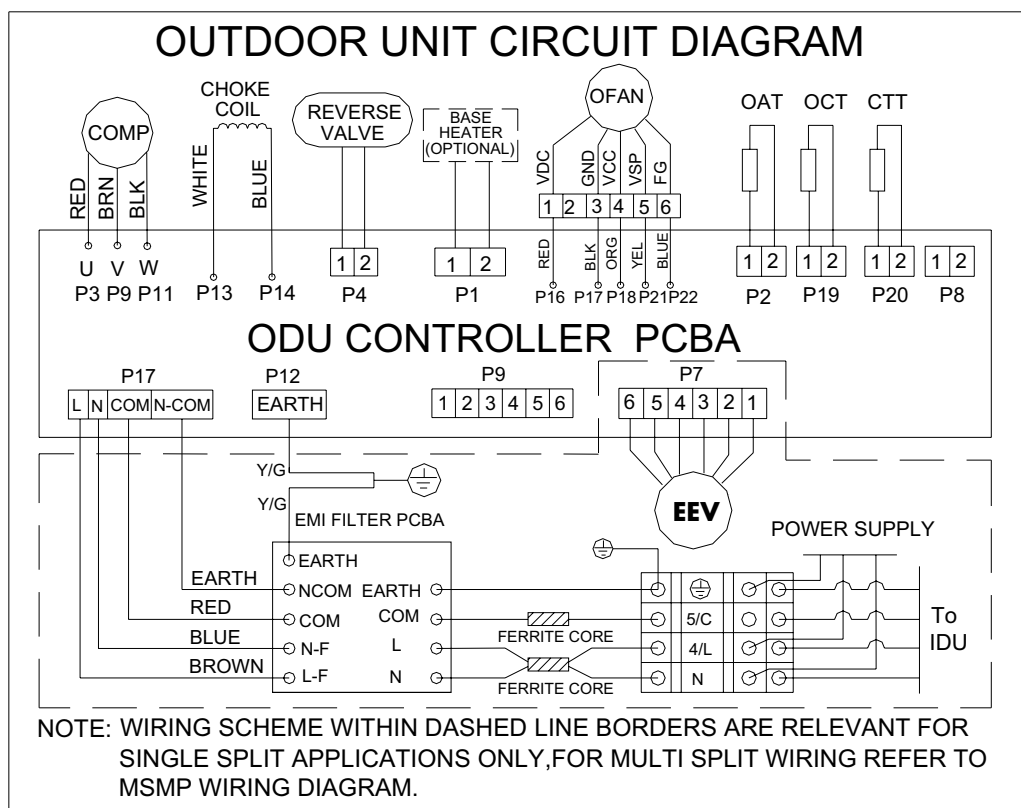 OUTDOOR UNIT CIRCUIT DIAGRAM
COMP
CHOKE
COIL
REVERSE
VALVE
BASE
HEATER
(OPTIONAL)
OFAN
OAT OCT CTT
RED BRN BLK
WHITE BLUE
VDC GND VCC VSP FG
1 2 3 4 5 6
RED BLK ORG YEL BLUE
U V W
P3 P9 P11
P13 P14
1 2
P4
1 2
P1
P16 P17 P18 P21 P22
1 2
P2
1 2
P19
1 2
P20
1 2
P8
ODU CONTROLLER PCBA
P17
L N COM N-COM
P12
EARTH
P9
1 2 3 4 5 6
P7
6 5 4 3 2 1
Y/G
Y/G
EEV
EMI FILTER PCBA
POWER SUPPLY
EARTH
EARTH NCOM EARTH
RED COM COM FERRITE CORE 5/C
BLUE N-F L 4/L
BROWN L-F N FERRITE CORE N
To
IDU
NOTE: WIRING SCHEME WITHIN DASHED LINE BORDERS ARE RELEVANT FOR
SINGLE SPLIT APPLICATIONS ONLY,FOR MULTI SPLIT WIRING REFER TO
MSMP WIRING DIAGRAM.